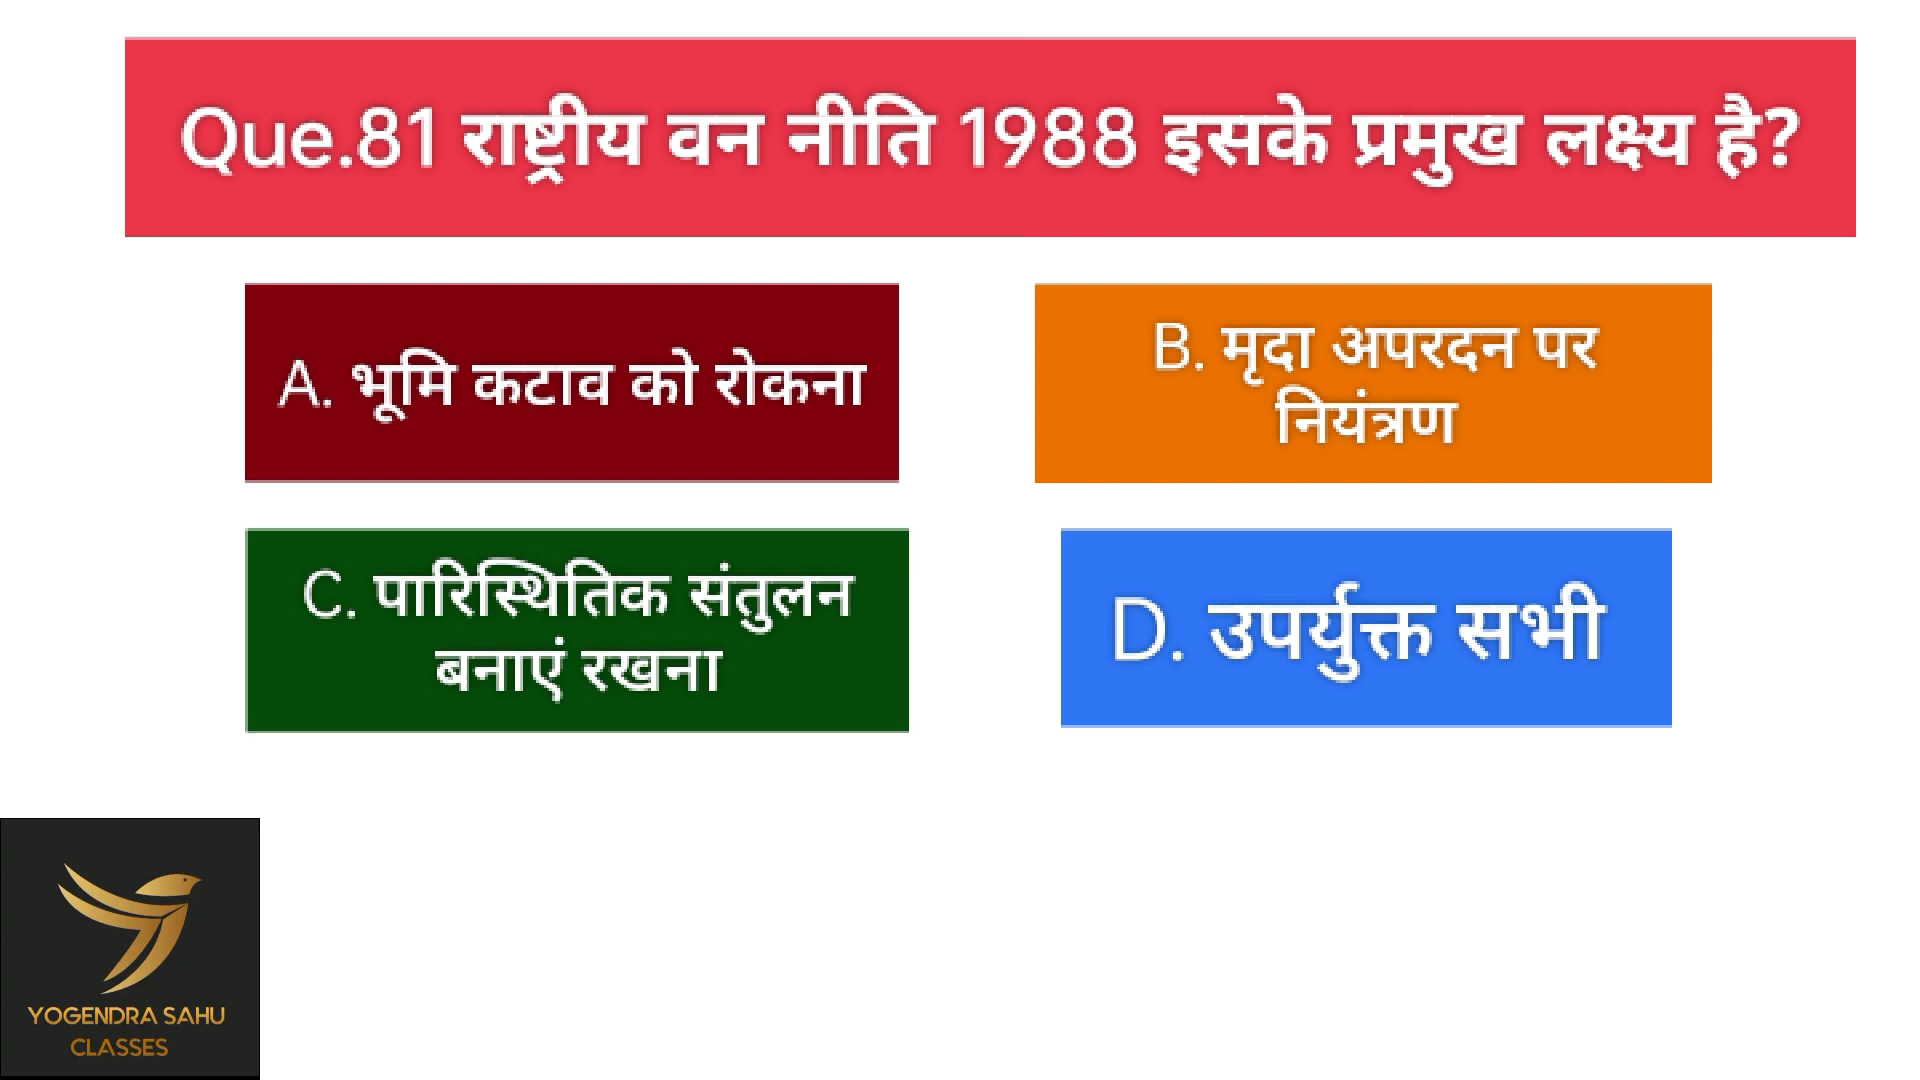 Que.81 राष्ट्रीय वन नीति 1988 इसके प्रमुख लक्ष्य है?
A. भूमि कटाव को रोकना
B. मृदा अपरदन पर
नियंत्रण
C. पारिस्थितिक संतुलन
बनाएं रखना
D. उपर्युक्त सभी
YOGENDRA SAHU
CLASSES